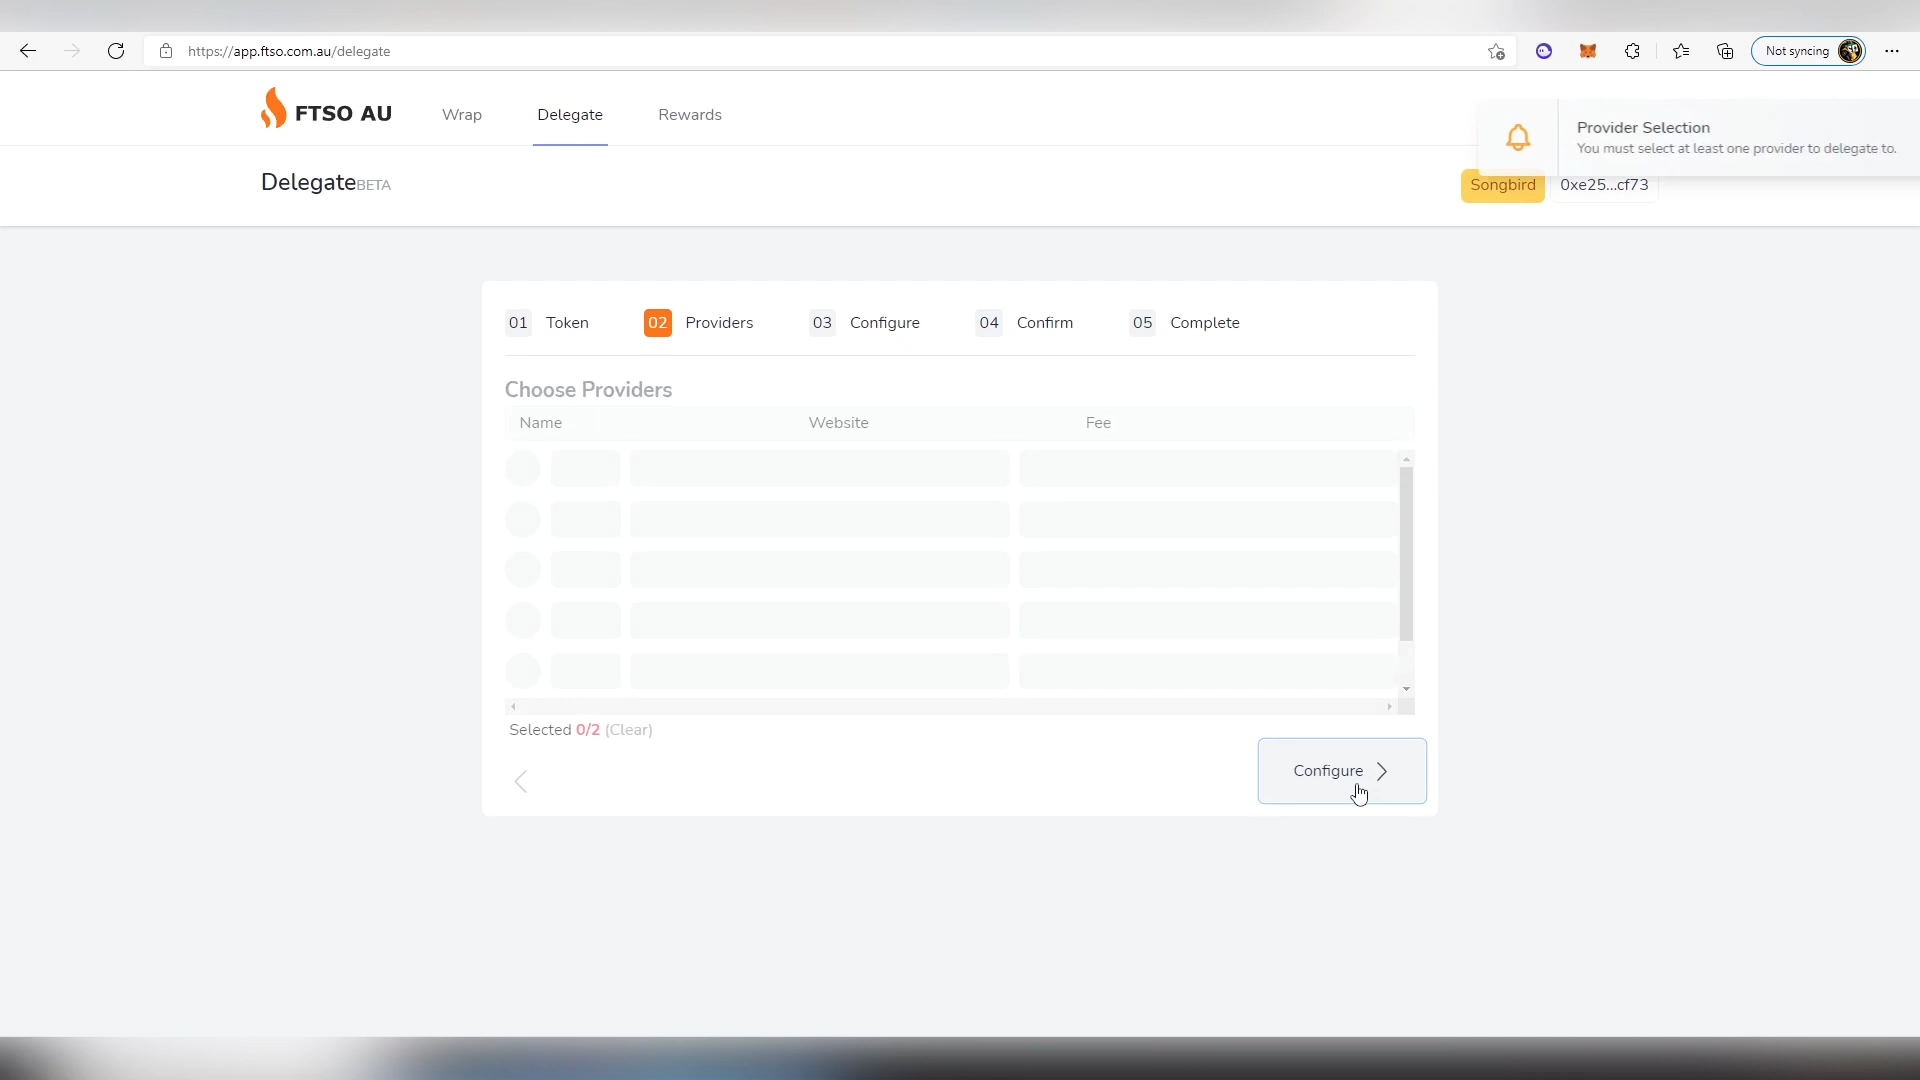 https://app.ftso.com.au/delegate
Not syncing
FTSO AU
Wrap
Delegate
Rewards
Provider Selection
You must select at least one provider to delegate to.
DelegateBETA
Songbird
0xe25...cf73
01 Token
02 Providers
03 Configure
04 Confirm
05 Complete
Choose Providers
Name
Website
Fee
Selected 0/2 (Clear)
Configure